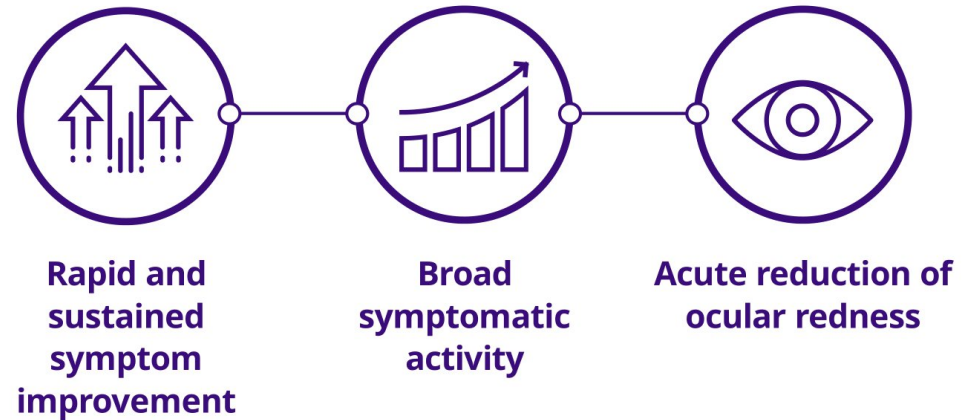 Rapid and
sustained
symptom
improvement
Broad
symptomatic
activity
Acute reduction of
ocular redness